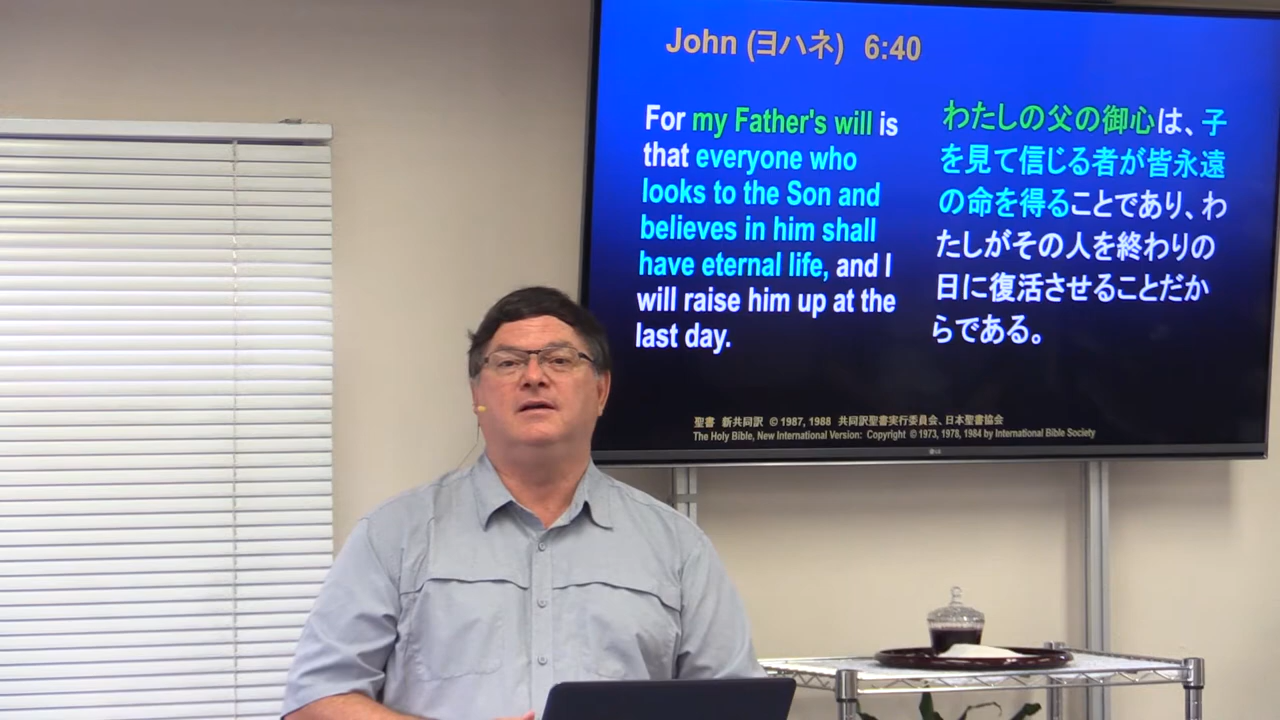 John (ヨハネ) 6:40
For my Father's will is
that everyone who
looks to the Son and
believes in him shall
have eternal life, and I
will raise him up at the
last day.
わたしの父の御心は、子
を見て信じる者が皆永遠
の命を得ることであり、わ
たしがその人を終わりの
日に復活させることだか
らである。
聖書 新共同訳 © 1987, 1988 共同訳聖書実行委員会、日本聖書協会
The Holy Bible, New International Version: Copyright © 1973, 1978, 1984 by International Bible Society
LG